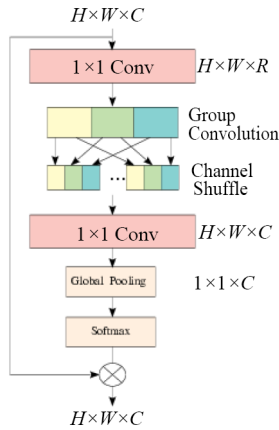 H×W×C
1×1 Conv
H×W×R
Group
Convolution
Channel
Shuffle
...
1×1 Conv
H×W×C
Global Pooling
1×1×C
Softmax
H×W×C